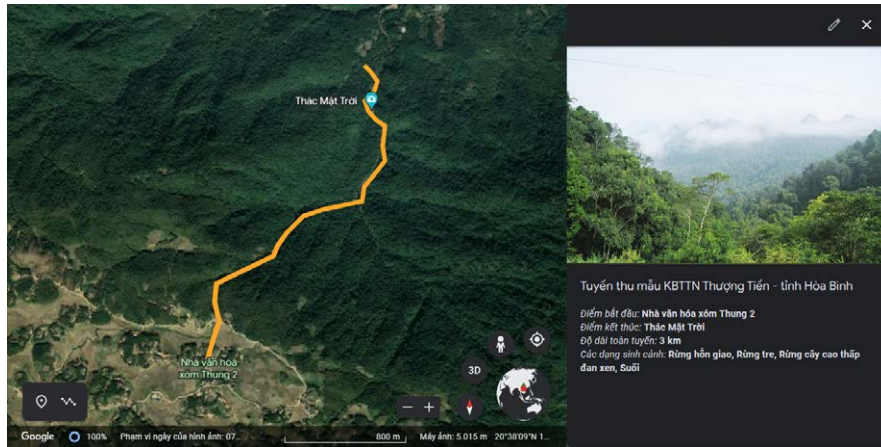 Thác Mặt Trời
Nhà văn hoá
xóm Thung 2
3D
Google
100%
Phạm vi ngày của hình ảnh: 07...
800 m
Máy ảnh: 5.015 m
20°38'09"N 1...
Tuyến thu mẫu KBTTN Thượng Tiến - tỉnh Hòa Bình
Điểm bắt đầu: Nhà văn hóa xóm Thung 2
Điểm kết thúc: Thác Mặt Trời
Độ dài toàn tuyến: 3 km
Các dạng sinh cảnh: Rừng hỗn giao, Rừng tre, Rừng cây cao thấp
đan xen, Suối